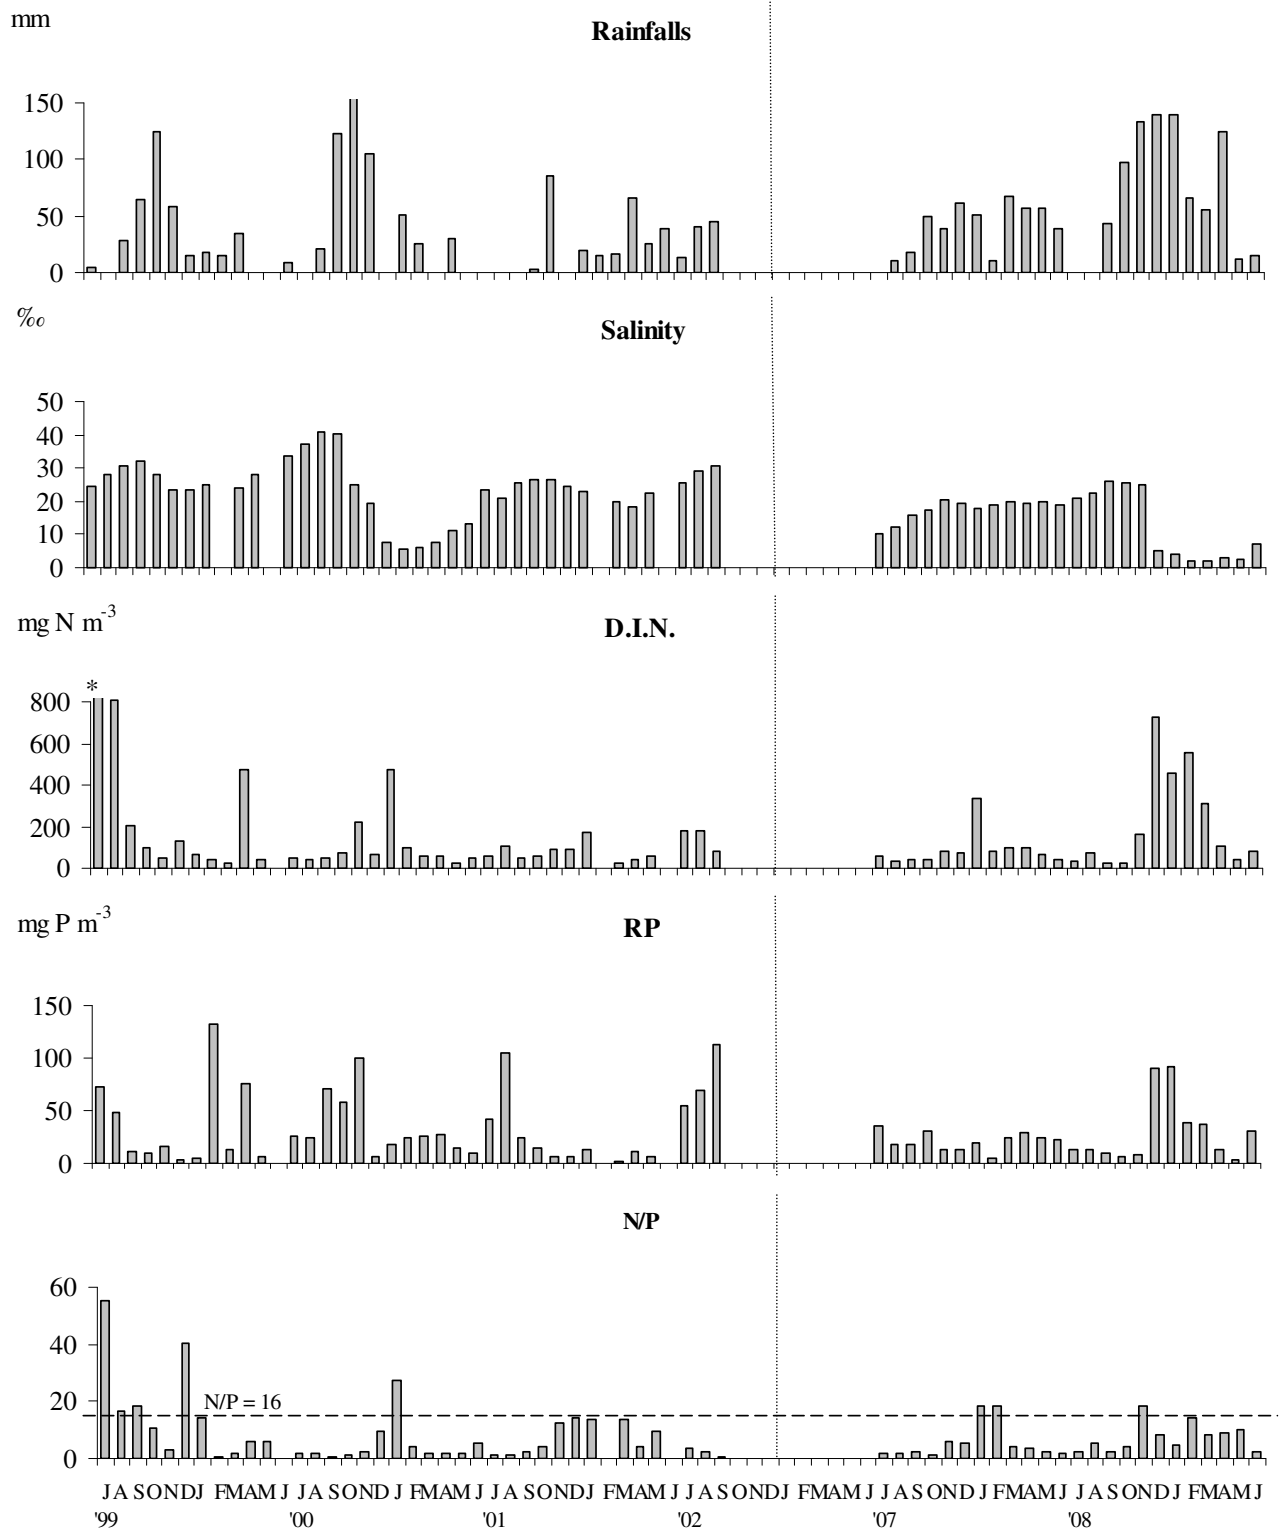 mm
Rainfalls
150
100
50
0
‰
Salinity
50
40
30
20
10
0
mg N m-3
D.I.N.
*
800
600
400
200
0
mg P m-3
RP
150
100
50
0
N/P
60
40
20
0
N/P = 16
J A S O N D J F M A M J J A S O N D J F M A M J J A S O N D J F M A M J J A S O N D J F M A M J J A S O N D J F M A M J J A S O N D J F M A M J
'99 '00 '01 '02 '07 '08